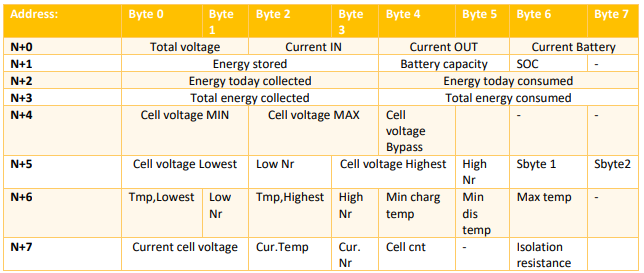 Address: Byte 0 Byte 1 Byte 2 Byte 3 Byte 4 Byte 5 Byte 6 Byte 7
N+0 Total voltage Current IN Current OUT Current Battery
N+1 Energy stored Battery capacity SOC -
N+2 Energy today collected Energy today consumed
N+3 Total energy collected Total energy consumed
N+4 Cell voltage MIN Cell voltage MAX Cell voltage Bypass - -
N+5 Cell voltage Lowest Low Nr Cell voltage Highest High Nr Sbyte 1 Sbyte2
N+6 Tmp,Lowest Low Nr Tmp,Highest High Nr Min charg temp Min dis temp Max temp -
N+7 Current cell voltage Cur.Temp Cur. Nr Cell cnt - Isolation resistance